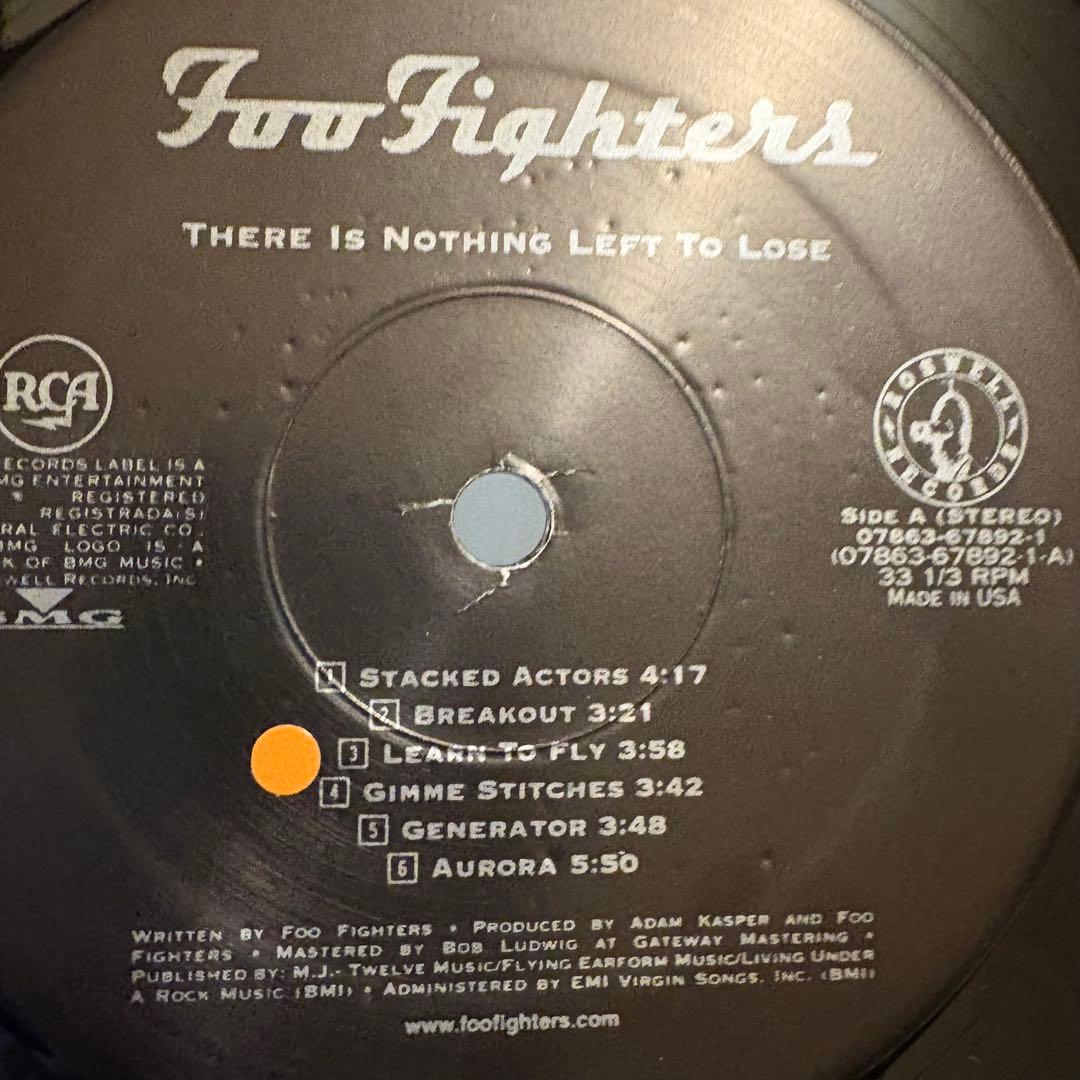 Foo Fighters
THERE IS NOTHING LEFT TO LOSE
RCA
RECORDS LABEL IS A
BMG ENTERTAINMENT
* REGISTERED
REGISTRADA(S)
RAL ELECTRIC CO.
BMG LOGO IS A
K OF BMG MUSIC •
WELL RECORDS, INC
BMG
ROSWELL RECORDS
SIDE A (STEREO)
07863-67892-1
(07863-67892-1-A)
33 1/3 RPM
MADE IN USA
1 STACKED ACTORS 4:17
2 BREAKOUT 3:21
3 LEARN TO FLY 3:58
4 GIMME STITCHES 3:42
5 GENERATOR 3:48
6 AURORA 5:50
WRITTEN BY FOO FIGHTERS • PRODUCED BY ADAM KASPER AND FOO
FIGHTERS • MASTERED BY BOB LUDWIG AT GATEWAY MASTERING •
PUBLISHED BY: M.J.- TWELVE MUSIC/FLYING EARFORM MUSIC/LIVING UNDER
A ROCK MUSIC (BMI) • ADMINISTERED BY EMI VIRGIN SONGS, INC. (BMI)
www.foofighters.com